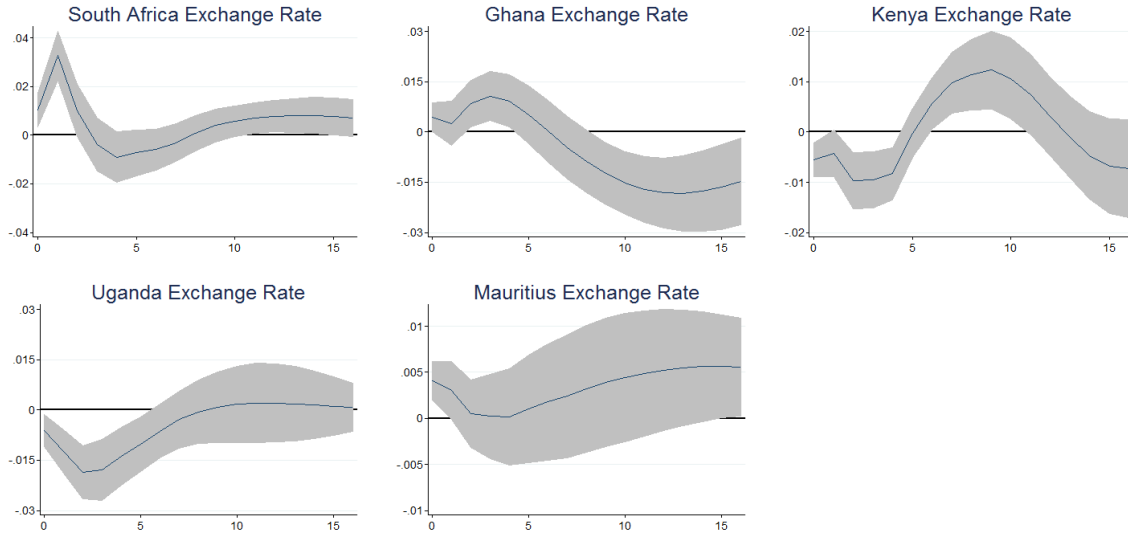 South Africa Exchange Rate
.04
.02
0
-.02
-.04
0 5 10 15
Ghana Exchange Rate
.03
.015
0
-.015
-.03
0 5 10 15
Kenya Exchange Rate
.02
.01
0
-.01
-.02
0 5 10 15
Uganda Exchange Rate
.03
.015
0
-.015
-.03
0 5 10 15
Mauritius Exchange Rate
.01
.005
0
-.005
-.01
0 5 10 15